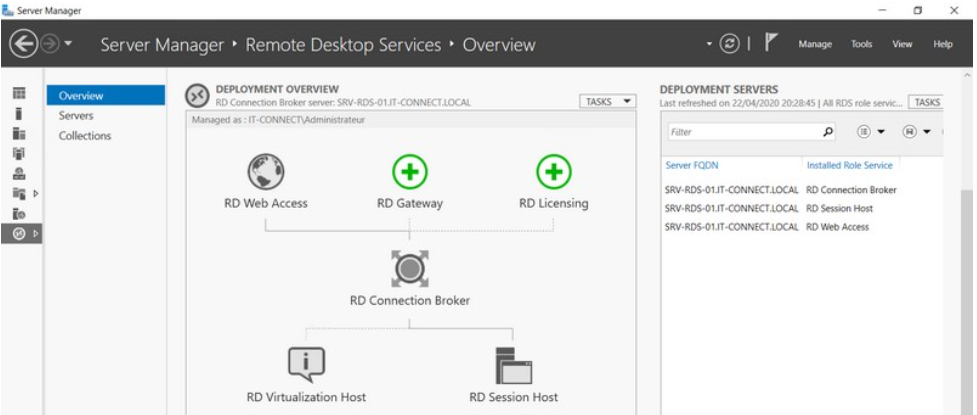 Server Manager
Server Manager ‣ Remote Desktop Services ‣ Overview
Manage Tools View Help
Overview
Servers
Collections
DEPLOYMENT OVERVIEW
RD Connection Broker server: SRV-RDS-01.IT-CONNECT.LOCAL
TASKS
Managed as : IT-CONNECT\Administrateur
RD Web Access
RD Gateway
RD Licensing
RD Connection Broker
RD Virtualization Host
RD Session Host
DEPLOYMENT SERVERS
Last refreshed on 22/04/2020 20:28:45 | All RDS role servic...
TASKS
Filter
Server FQDN Installed Role Service
SRV-RDS-01.IT-CONNECT.LOCAL RD Connection Broker
SRV-RDS-01.IT-CONNECT.LOCAL RD Session Host
SRV-RDS-01.IT-CONNECT.LOCAL RD Web Access